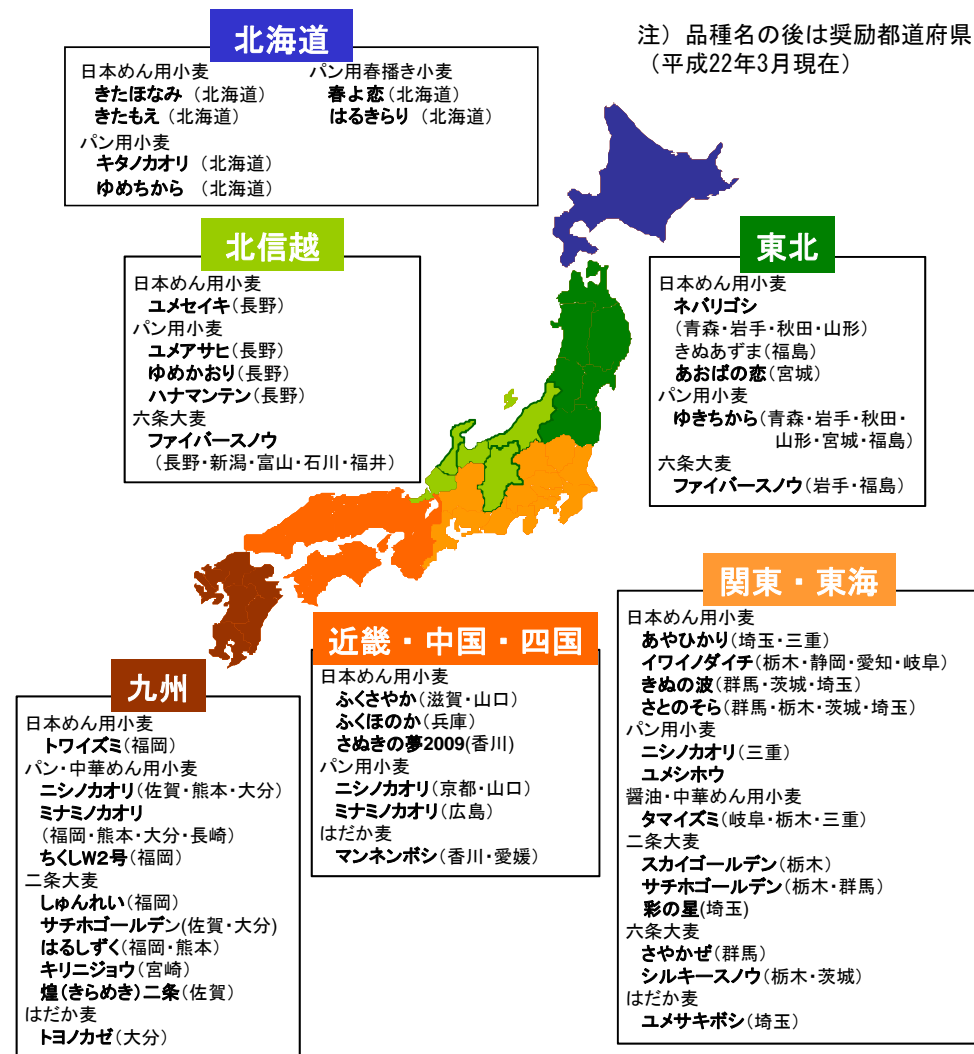 注）品種名の後は奨励都道府県
（平成22年3月現在）
北海道
日本めん用小麦 パン用春播き小麦
きたほなみ（北海道） 春よ恋（北海道）
きたもえ（北海道） はるきらり（北海道）
パン用小麦
キタノカオリ（北海道）
ゆめちから（北海道）
北信越
日本めん用小麦
ユメセイキ（長野）
パン用小麦
ユメアサヒ（長野）
ゆめかおり（長野）
ハナマンテン（長野）
六条大麦
ファイバースノウ
（長野・新潟・富山・石川・福井）
東北
日本めん用小麦
ネバリゴシ
（青森・岩手・秋田・山形）
きぬあずま（福島）
あおばの恋（宮城）
パン用小麦
ゆきちから（青森・岩手・秋田・
山形・宮城・福島）
六条大麦
ファイバースノウ（岩手・福島）
関東・東海
日本めん用小麦
あやひかり（埼玉・三重）
イワイノダイチ（栃木・静岡・愛知・岐阜）
きぬの波（群馬・茨城・埼玉）
さとのそら（群馬・栃木・茨城・埼玉）
パン用小麦
ニシノカオリ（三重）
ユメシホウ
醤油・中華めん用小麦
タマイズミ（岐阜・栃木・三重）
二条大麦
スカイゴールデン（栃木）
サチホゴールデン（栃木・群馬）
彩の星(埼玉)
六条大麦
さやかぜ（群馬）
シルキースノウ（栃木・茨城）
はだか麦
ユメサキボシ（埼玉）
近畿・中国・四国
日本めん用小麦
ふくさやか（滋賀・山口）
ふくほのか（兵庫）
さぬきの夢2009(香川)
パン用小麦
ニシノカオリ（京都・山口）
ミナミノカオリ（広島）
はだか麦
マンネンボシ（香川・愛媛）
九州
日本めん用小麦
トワイズミ（福岡）
パン・中華めん用小麦
ニシノカオリ（佐賀・熊本・大分）
ミナミノカオリ
（福岡・熊本・大分・長崎）
ちくしW2号（福岡）
二条大麦
しゅんれい（福岡）
サチホゴールデン(佐賀・大分)
はるしずく（福岡・熊本）
キリニジョウ（宮崎）
煌（きらめき）二条（佐賀）
はだか麦
トヨノカゼ（大分）